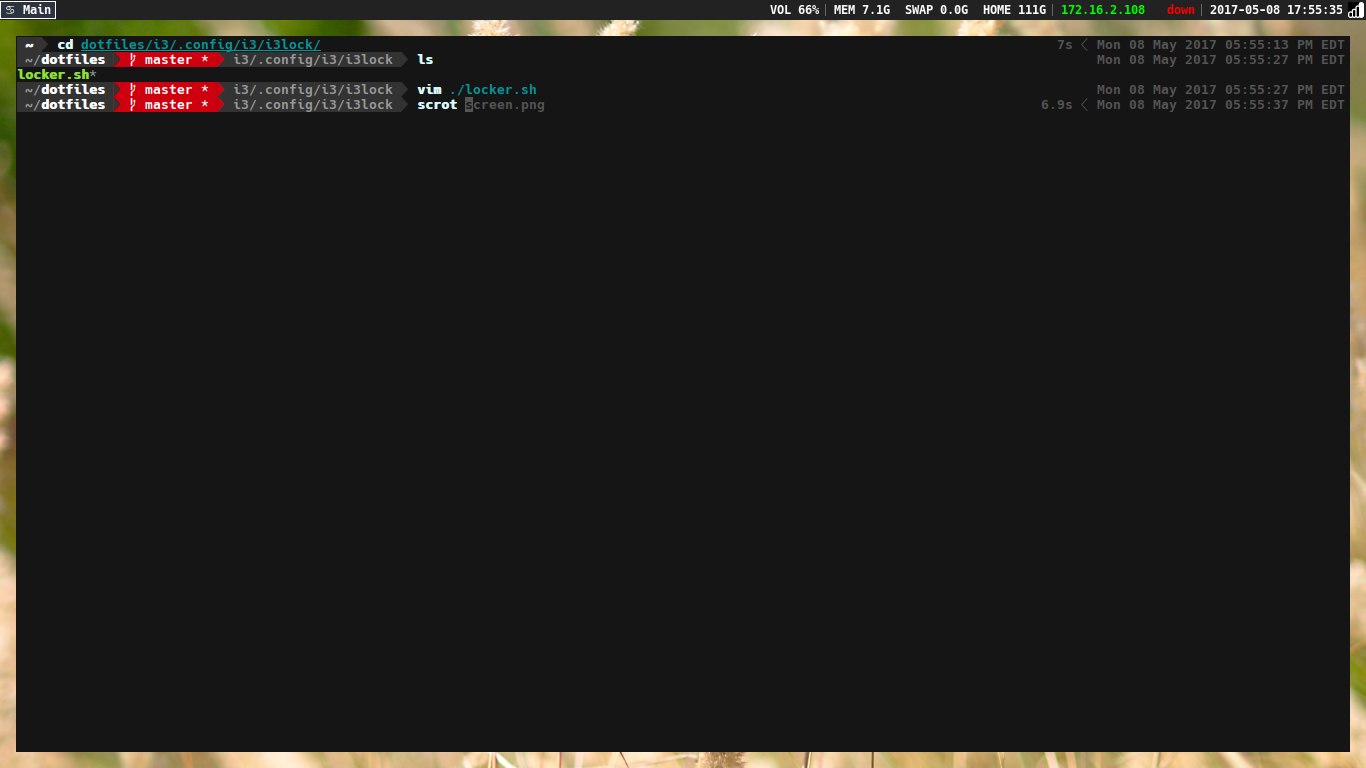 Main VOL 66% MEM 7.1G SWAP 0.0G HOME 111G 172.16.2.108 down 2017-05-08 17:55:35
~ cd dotfiles/i3/.config/i3/i3lock/ 7s Mon 08 May 2017 05:55:13 PM EDT
~/dotfiles master * i3/.config/i3/i3lock ls Mon 08 May 2017 05:55:27 PM EDT
locker.sh*
~/dotfiles master * i3/.config/i3/i3lock vim ./locker.sh Mon 08 May 2017 05:55:27 PM EDT
~/dotfiles master * i3/.config/i3/i3lock scrot screen.png 6.9s Mon 08 May 2017 05:55:37 PM EDT